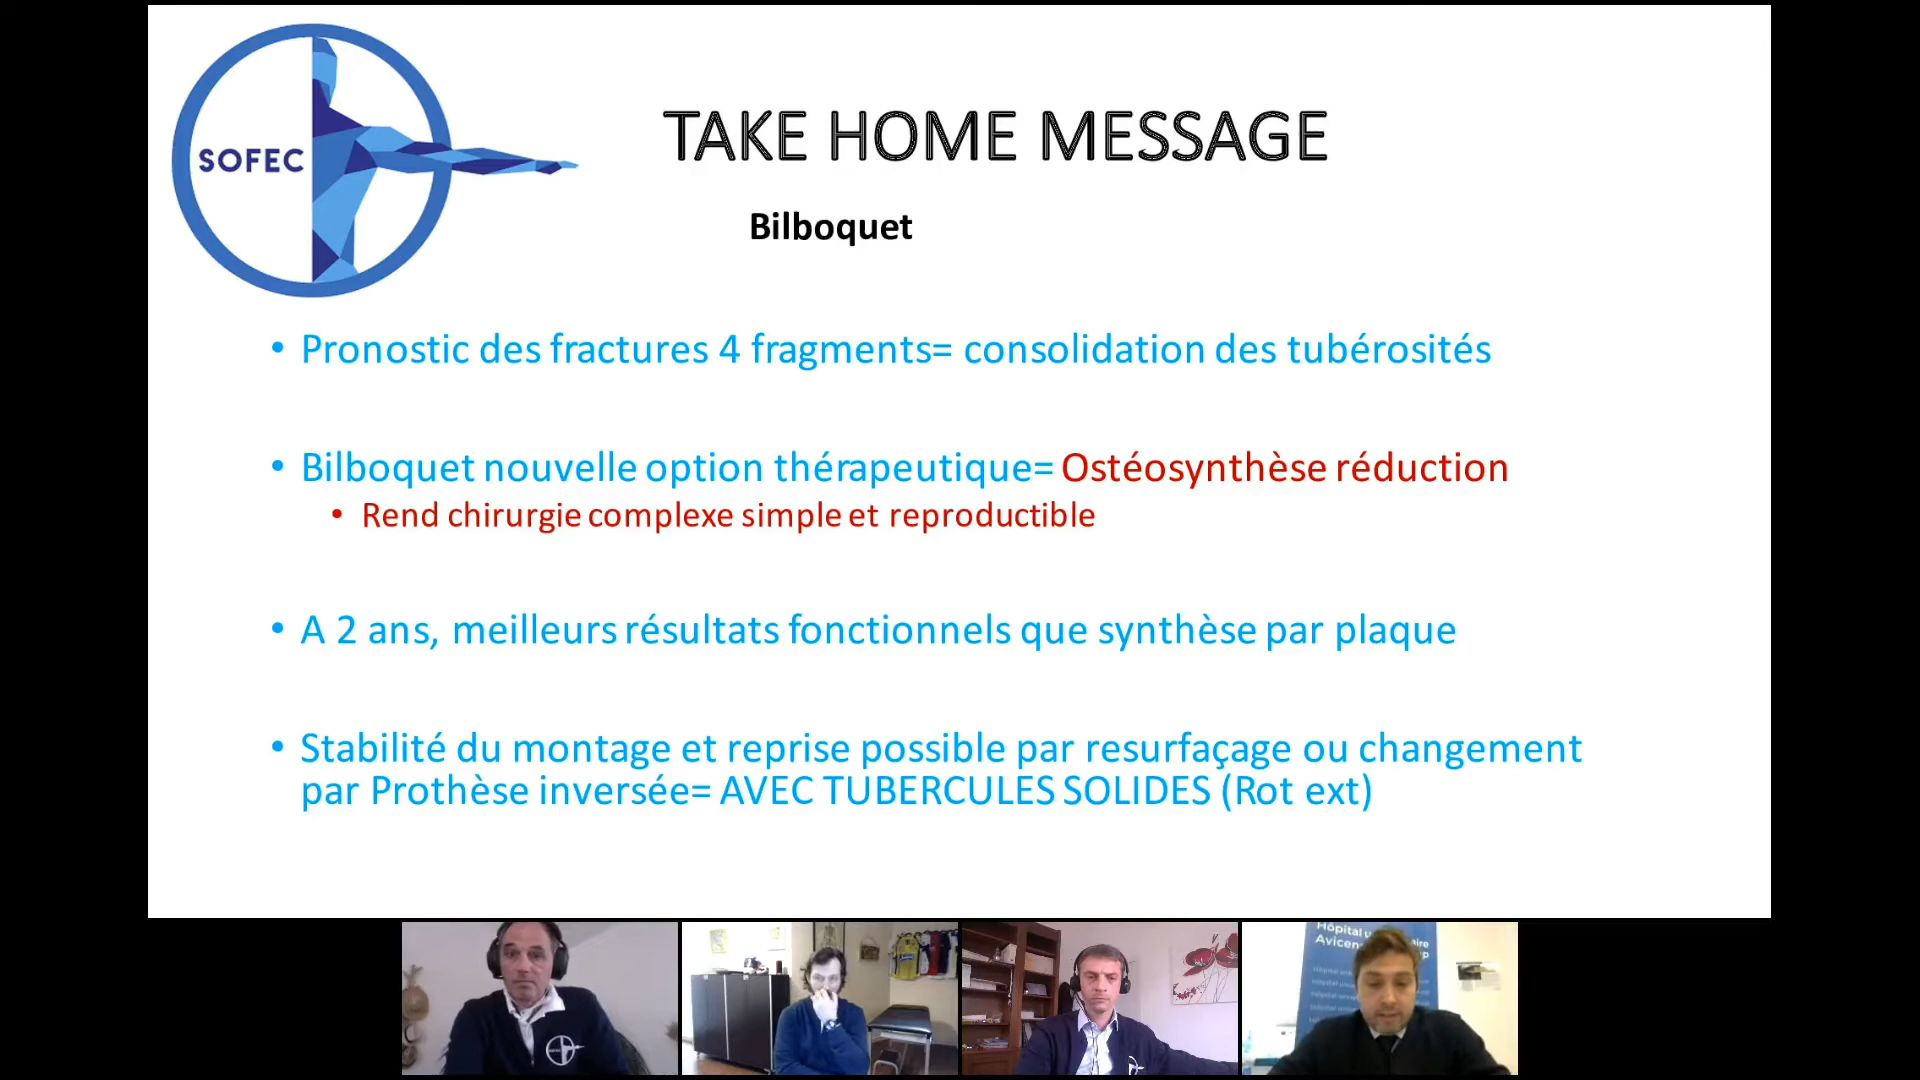 SOFEC
TAKE HOME MESSAGE
Bilboquet
• Pronostic des fractures 4 fragments= consolidation des tubérosités
• Bilboquet nouvelle option thérapeutique= Ostéosynthèse réduction
• Rend chirurgie complexe simple et reproductible
• A 2 ans, meilleurs résultats fonctionnels que synthèse par plaque
• Stabilité du montage et reprise possible par resurfaçage ou changement
par Prothèse inversée= AVEC TUBERCULES SOLIDES (Rot ext)
Hôpital